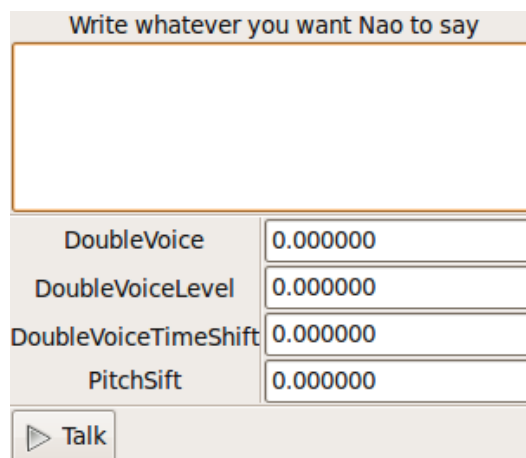 Write whatever you want Nao to say
DoubleVoice 0.000000
DoubleVoiceLevel 0.000000
DoubleVoiceTimeShift 0.000000
PitchSift 0.000000
Talk